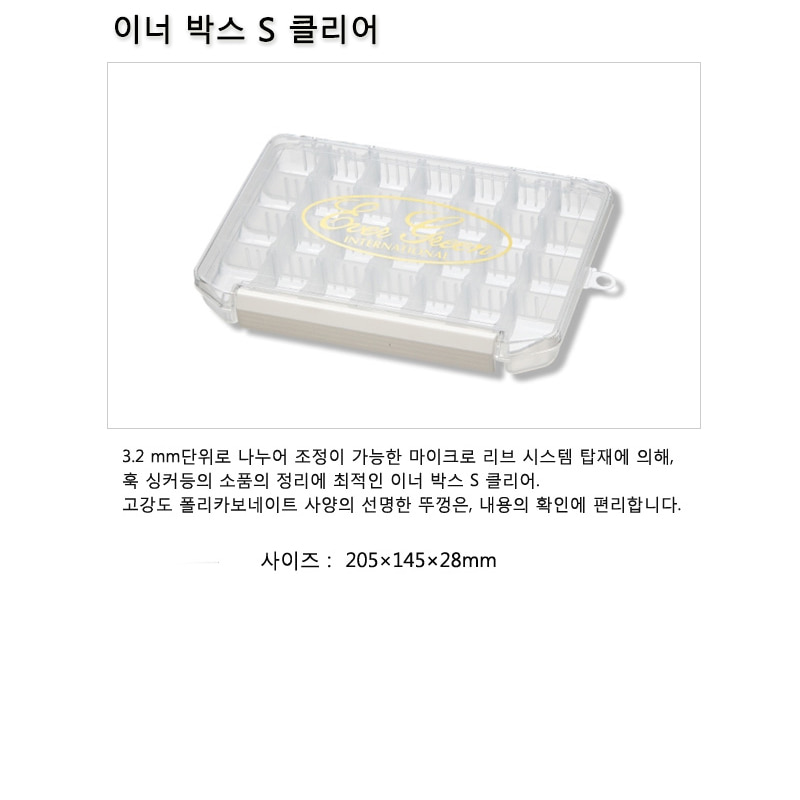 이너 박스 S 클리어
Ever Green
INTERNATIONAL
3.2 mm단위로 나누어 조정이 가능한 마이크로 리브 시스템 탑재에 의해,
훅 싱커등의 소품의 정리에 최적인 이너 박스 S 클리어.
고강도 폴리카보네이트 사양의 선명한 뚜껑은, 내용의 확인에 편리합니다.
사이즈 : 205×145×28mm